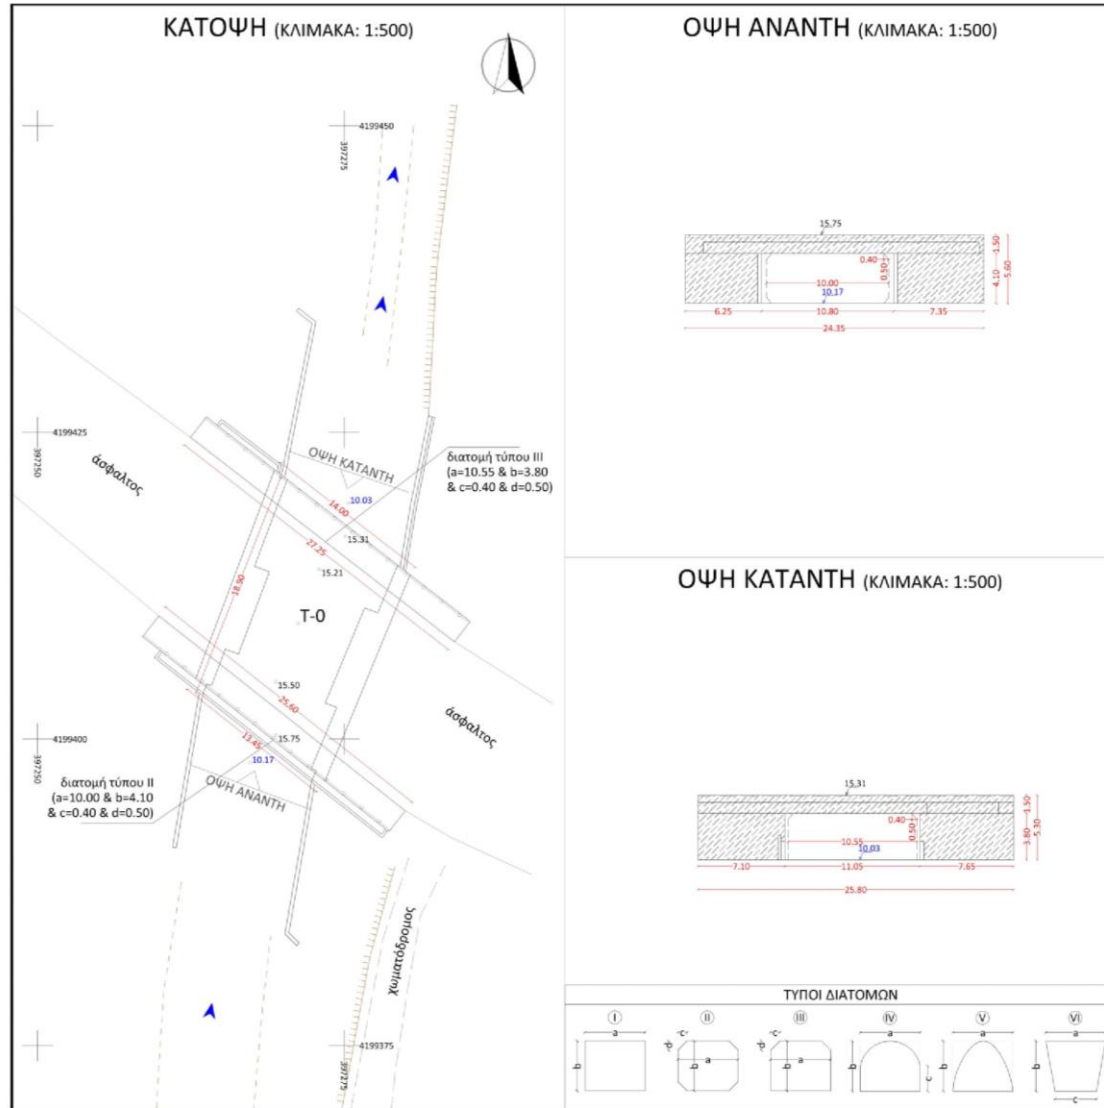 ΚΑΤΟΨΗ (ΚΛΙΜΑΚΑ: 1:500)
4199450
397275
4199425
397250
άσφαλτος
ΟΨΗ ΚΑΤΑΝΤΗ
διατομή τύπου III
(a=10.55 & b=3.80
& c=0.40 & d=0.50)
10.03
14.00
15.31
27.25
15.21
18.90
T-0
15.50
25.60
άσφαλτος
15.75
13.45
10.17
4199400
397250
ΟΨΗ ΑΝΑΝΤΗ
διατομή τύπου II
(a=10.00 & b=4.10
& c=0.40 & d=0.50)
Χωματόδρομος
4199375
397275
ΟΨΗ ΑΝΑΝΤΗ (ΚΛΙΜΑΚΑ: 1:500)
15.75
1.50
0.40
0.50
4.10
5.60
10.00
10.17
6.25
10.80
7.35
24.35
ΟΨΗ ΚΑΤΑΝΤΗ (ΚΛΙΜΑΚΑ: 1:500)
15.31
1.50
0.40
0.50
3.80
5.30
10.55
10.03
7.10
11.05
7.65
25.80
ΤΥΠΟΙ ΔΙΑΤΟΜΩΝ
I II III IV V VI
a c c a a a
d d
b b a b a b c b b
c